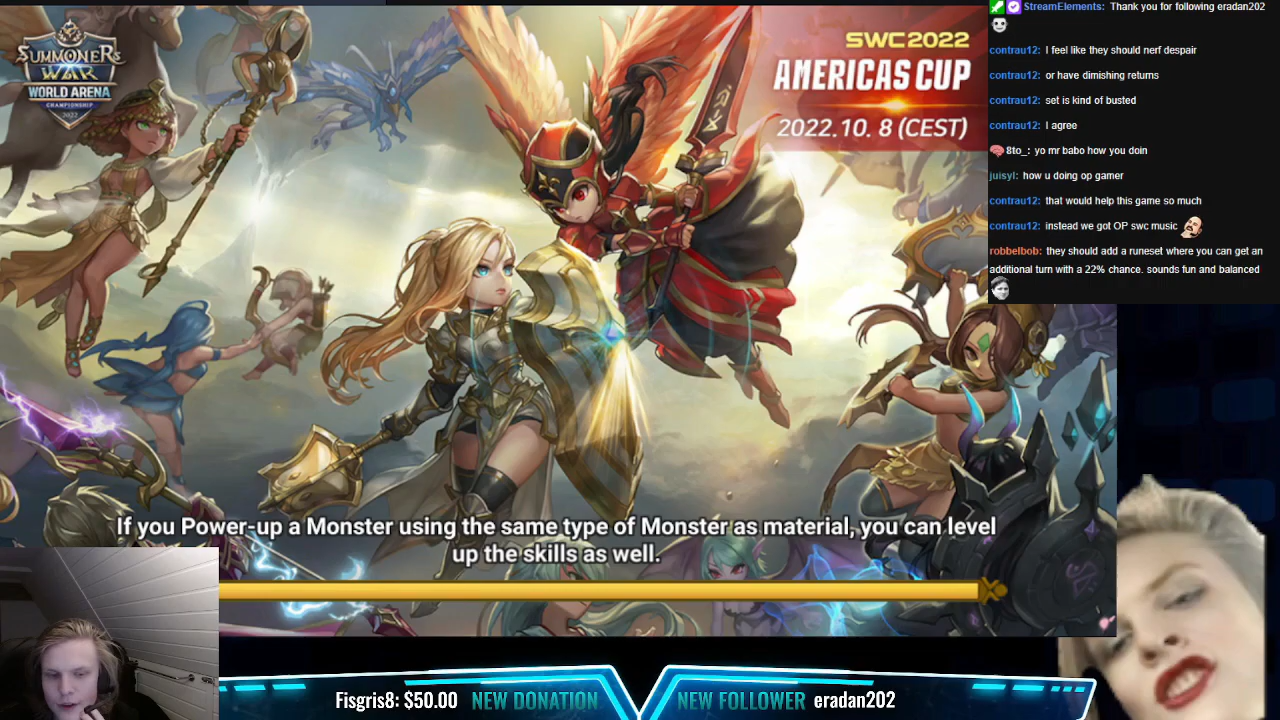 SUMMONERS
WAR
WORLD ARENA
CHAMPIONSHIP
2022
SWC2022
AMERICAS CUP
2022.10. 8 (CEST)
StreamElements: Thank you for following eradan202
contrau12: I feel like they should nerf despair
contrau12: or have dimishing returns
contrau12: set is kind of busted
contrau12: I agree
8to_: yo mr babo how you doin
juisyl: how u doing op gamer
contrau12: that would help this game so much
contrau12: instead we got OP swc music
robbelbob: they should add a runeset where you can get an
additional turn with a 22% chance. sounds fun and balanced
If you Power-up a Monster using the same type of Monster as material, you can level
up the skills as well.
Fisgris8: $50.00 NEW DONATION
NEW FOLLOWER eradan202